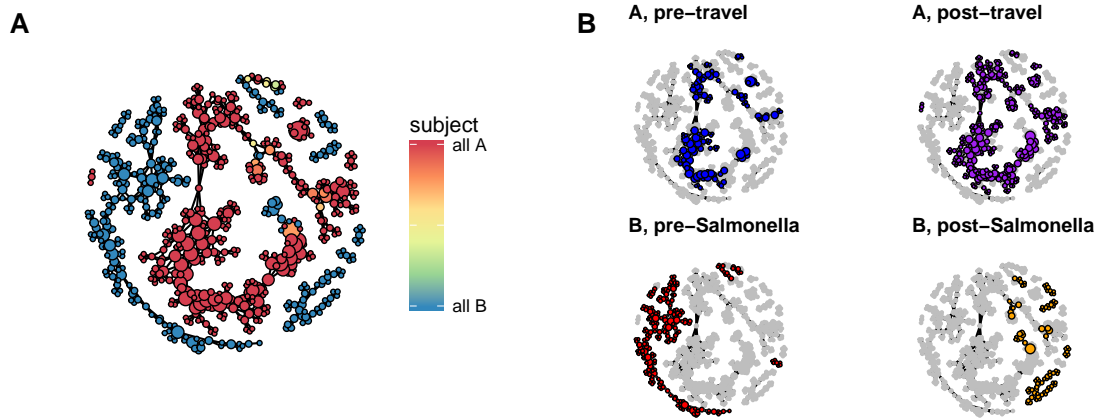 A
subject
all A
all B
B
A, pre−travel
A, post−travel
B, pre−Salmonella
B, post−Salmonella